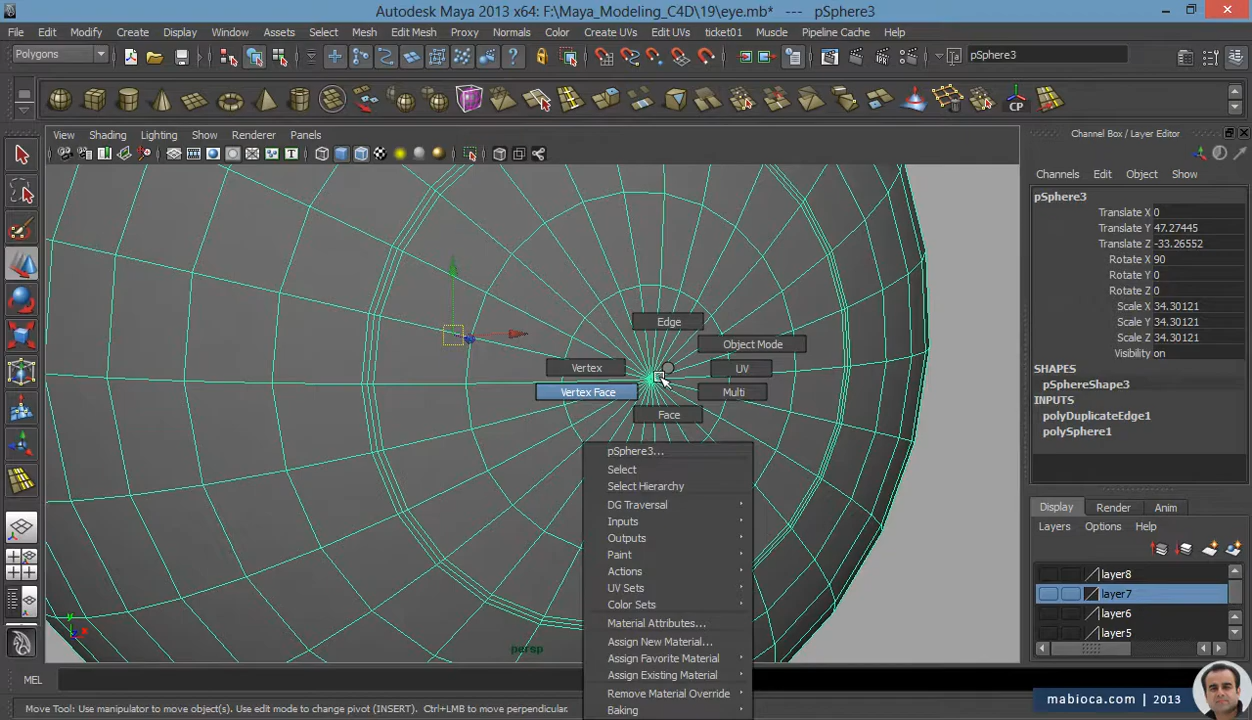 Autodesk Maya 2013 x64: F:\Maya_Modeling_C4D\19\eye.mb* --- pSphere3
File Edit Modify Create Display Window Assets Select Mesh Edit Mesh Proxy Normals Color Create UVs Edit UVs ticket01 Muscle Pipeline Cache Help
Polygons
pSphere3
CP
View Shading Lighting Show Renderer Panels
Channel Box / Layer Editor
Channels Edit Object Show
pSphere3
Translate X 0
Translate Y 47.27445
Translate Z -33.26552
Rotate X 90
Rotate Y 0
Rotate Z 0
Scale X 34.30121
Scale Y 34.30121
Scale Z 34.30121
Visibility on
SHAPES
pSphereShape3
INPUTS
polyDuplicateEdge1
polySphere1
Edge
Object Mode
Vertex
UV
Vertex Face
Multi
Face
pSphere3...
Select
Select Hierarchy
DG Traversal
Inputs
Outputs
Paint
Actions
UV Sets
Color Sets
Material Attributes...
Assign New Material...
Assign Favorite Material
Assign Existing Material
Remove Material Override
Baking
Display Render Anim
Layers Options Help
layer8
layer7
layer6
layer5
persp
MEL
mabioca.com | 2013
Move Tool: Use manipulator to move object(s). Use edit mode to change pivot (INSERT). Ctrl+LMB to move perpendicular.